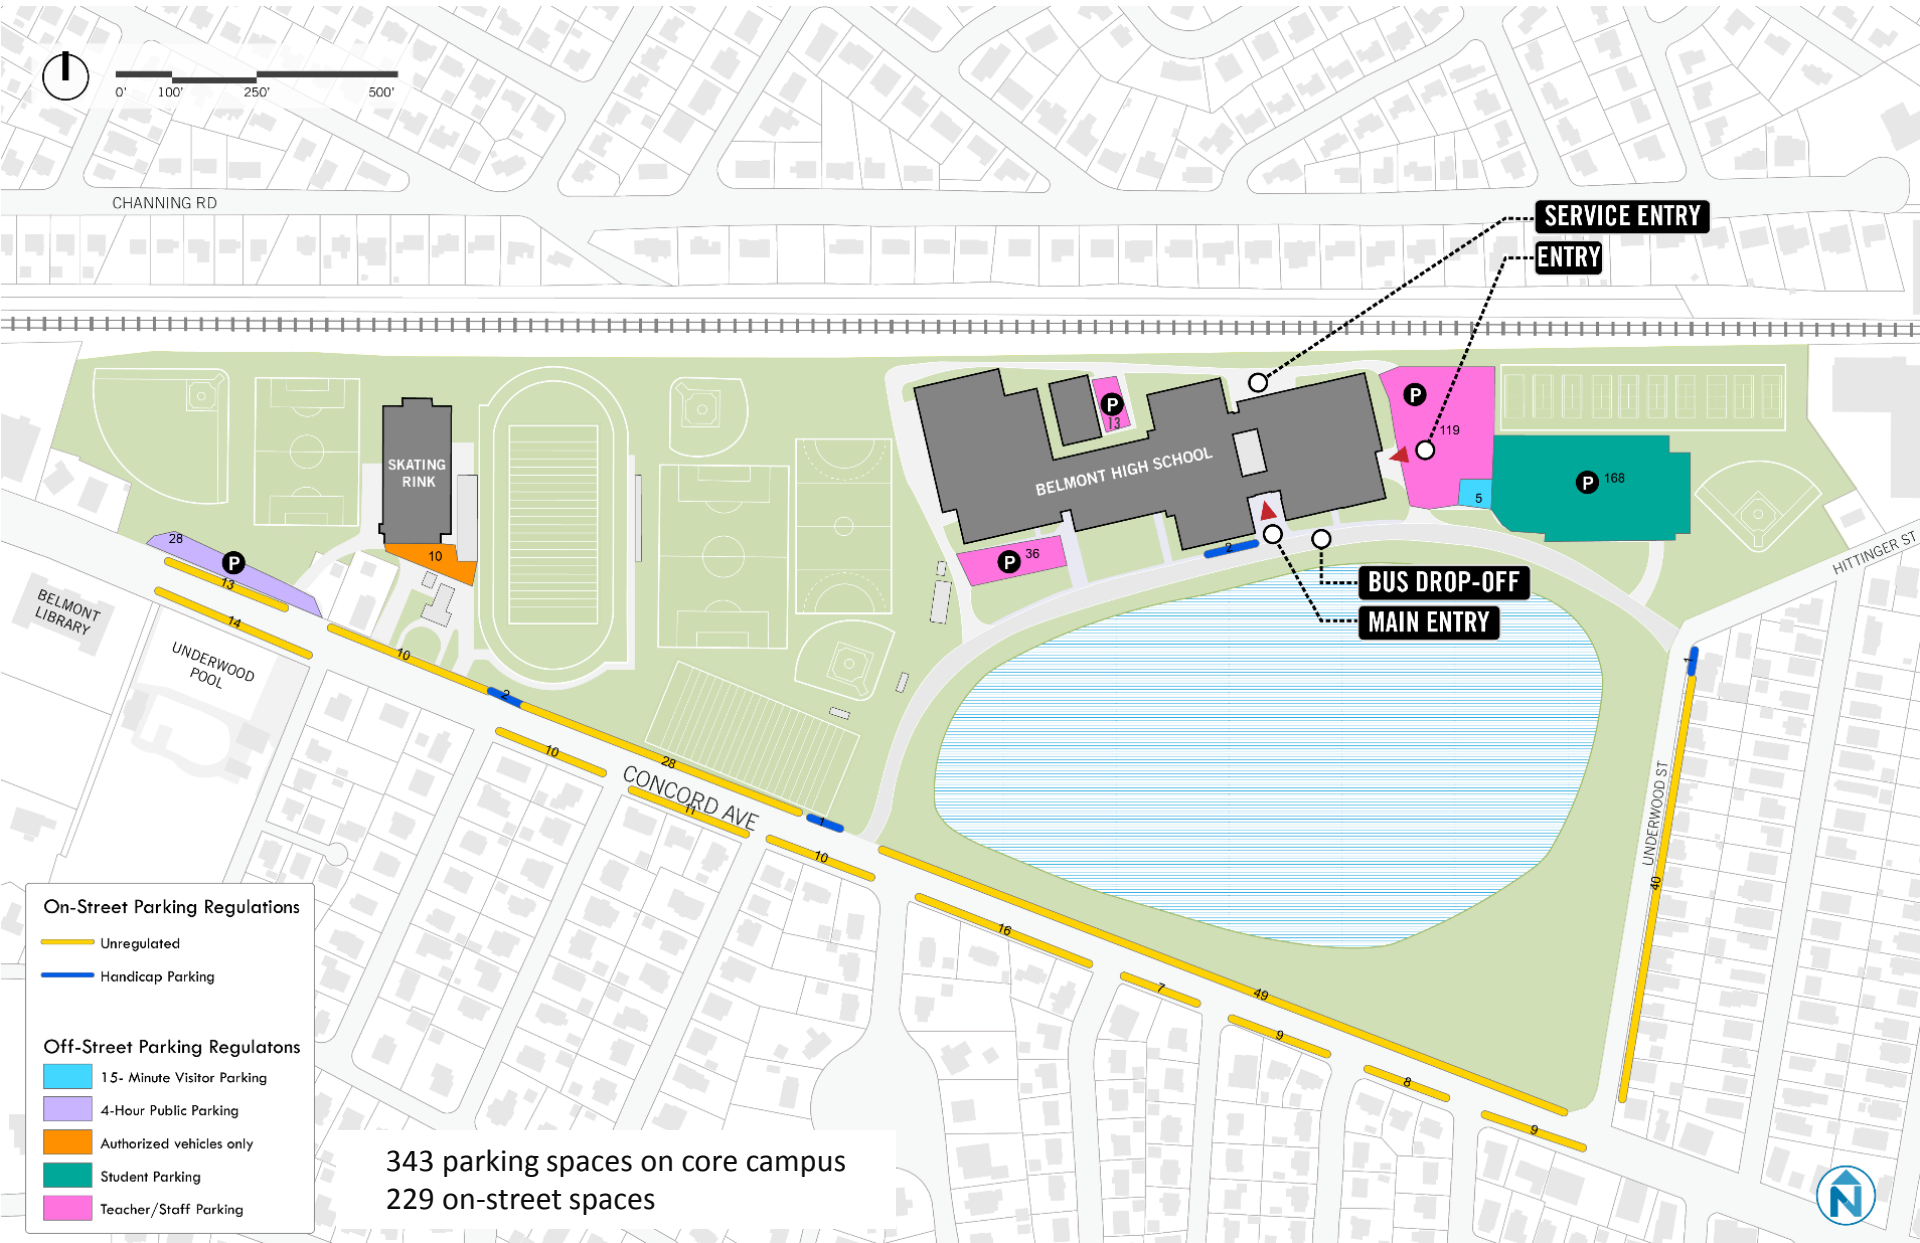 0'
100'
250'
500'
CHANNING RD
SERVICE ENTRY
ENTRY
P
13
P
119
SKATING
RINK
BELMONT HIGH SCHOOL
P
168
5
28
P
10
P
36
2
HITTINGER ST
13
BELMONT
LIBRARY
14
BUS DROP-OFF
MAIN ENTRY
UNDERWOOD
POOL
10
1
2
10
28
CONCORD AVE
11
1
10
UNDERWOOD ST
40
16
7
49
9
8
9
On-Street Parking Regulations
Unregulated
Handicap Parking
Off-Street Parking Regulatons
15- Minute Visitor Parking
4-Hour Public Parking
Authorized vehicles only
Student Parking
Teacher/Staff Parking
343 parking spaces on core campus
229 on-street spaces
N